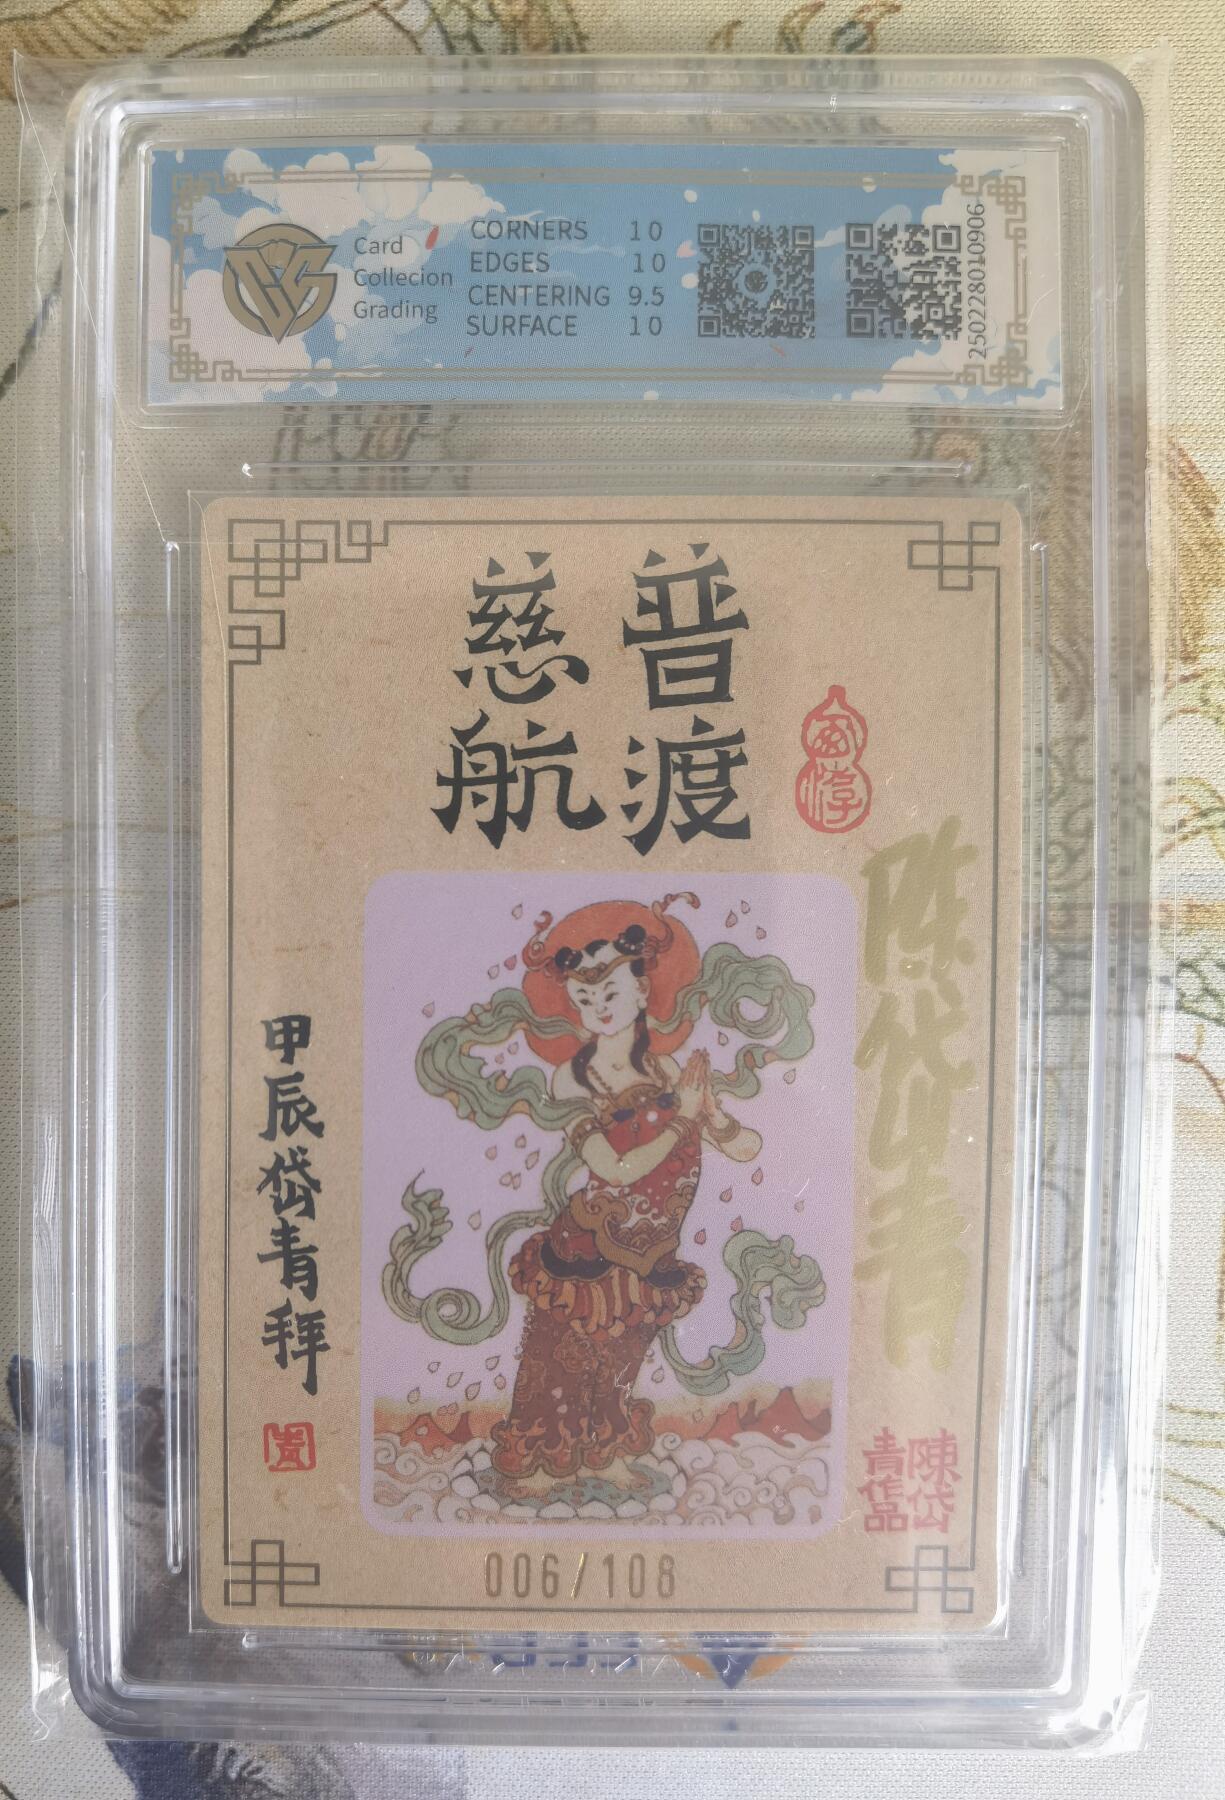 Card
Collecion
Grading
CORNERS 10
EDGES 10
CENTERING 9.5
SURFACE 10
2502228010906
普渡
慈航
陈岱青
甲辰岱青拜
陳岱
青作品
006/108